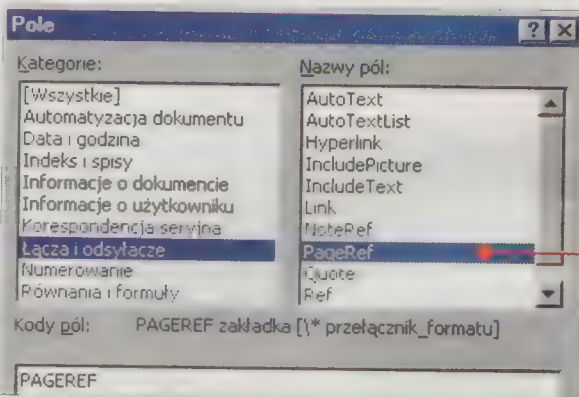 Pole
Kategorie:
[Wszystkie]
Automatyzacja dokumentu
Data i godzina
Indeks i spisy
Informacje o dokumencie
Informacje o użytkowniku
Korespondencja seryjna
Łącza i odsyłacze
Numerowanie
Równania i formuły
Nazwy pól:
AutoText
AutoTextList
Hyperlink
IncludePicture
IncludeText
Link
NoteRef
PageRef
Quote
Ref
Kody pól: PAGEREF zakładka [\* przełącznik_formatu]
PAGEREF